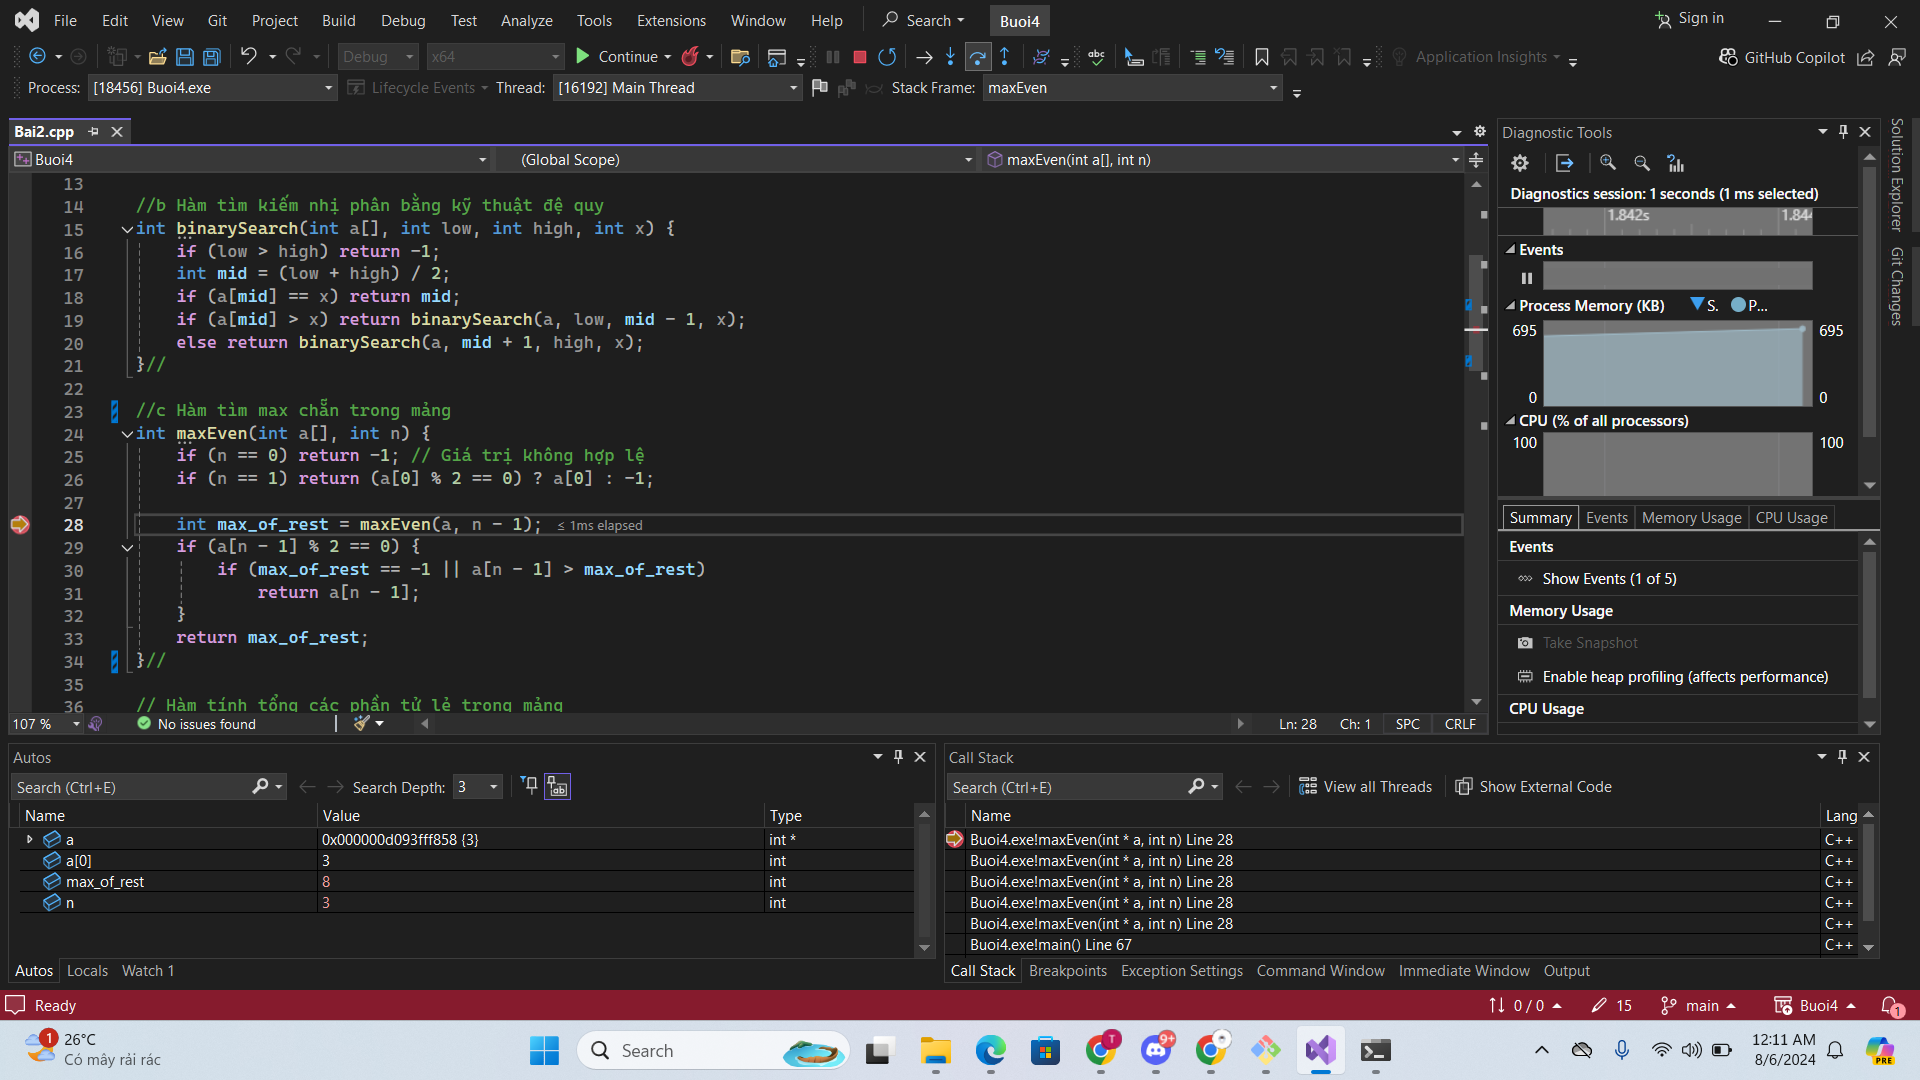 File Edit View Git Project Build Debug Test Analyze Tools Extensions Window Help Search Buoi4 Sign in
Debug x64 Continue abc Application Insights GitHub Copilot
Process: [18456] Buoi4.exe Lifecycle Events Thread: [16192] Main Thread Stack Frame: maxEven
Bai2.cpp
Buoi4 (Global Scope) maxEven(int a[], int n)
13
14 //b Hàm tìm kiếm nhị phân bằng kỹ thuật đệ quy
15 int binarySearch(int a[], int low, int high, int x) {
16 if (low > high) return -1;
17 int mid = (low + high) / 2;
18 if (a[mid] == x) return mid;
19 if (a[mid] > x) return binarySearch(a, low, mid - 1, x);
20 else return binarySearch(a, mid + 1, high, x);
21 }//
22
23 //c Hàm tìm max chẵn trong mảng
24 int maxEven(int a[], int n) {
25 if (n == 0) return -1; // Giá trị không hợp lệ
26 if (n == 1) return (a[0] % 2 == 0) ? a[0] : -1;
27
28 int max_of_rest = maxEven(a, n - 1); ≤ 1ms elapsed
29 if (a[n - 1] % 2 == 0) {
30 if (max_of_rest == -1 || a[n - 1] > max_of_rest)
31 return a[n - 1];
32 }
33 return max_of_rest;
34 }//
35
36 // Hàm tính tổng các phần tử lẻ trong mảng
107 % No issues found Ln: 28 Ch: 1 SPC CRLF
Diagnostic Tools
Diagnostics session: 1 seconds (1 ms selected)
1.842s 1.844
Events
Process Memory (KB) S. P...
695 695
0 0
CPU (% of all processors)
100 100
Summary Events Memory Usage CPU Usage
Events
Show Events (1 of 5)
Memory Usage
Take Snapshot
Enable heap profiling (affects performance)
CPU Usage
Solution Explorer
Git Changes
Autos
Search (Ctrl+E) Search Depth: 3
Name Value Type
a 0x000000d093fff858 {3} int *
a[0] 3 int
max_of_rest 8 int
n 3 int
Autos Locals Watch 1
Call Stack
Search (Ctrl+E) View all Threads Show External Code
Name Lang
Buoi4.exe!maxEven(int * a, int n) Line 28 C++
Buoi4.exe!maxEven(int * a, int n) Line 28 C++
Buoi4.exe!maxEven(int * a, int n) Line 28 C++
Buoi4.exe!maxEven(int * a, int n) Line 28 C++
Buoi4.exe!maxEven(int * a, int n) Line 28 C++
Buoi4.exe!main() Line 67 C++
Call Stack Breakpoints Exception Settings Command Window Immediate Window Output
Ready 0 / 0 15 main Buoi4 1
1 26°C
Có mây rải rác
Search
T 9+
12:11 AM
8/6/2024
PRE